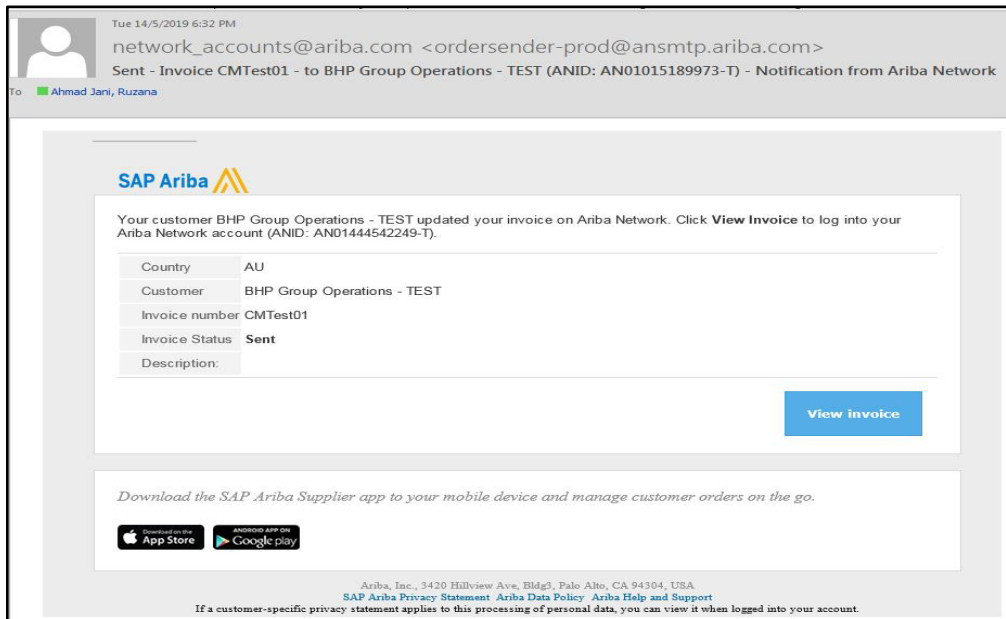 Tue 14/5/2019 6:32 PM
network_accounts@ariba.com <ordersender-prod@ansmtp.ariba.com>
Sent - Invoice CMTest01 - to BHP Group Operations - TEST (ANID: AN01015189973-T) - Notification from Ariba Network
To Ahmad Jani, Ruzana
SAP Ariba
Your customer BHP Group Operations - TEST updated your invoice on Ariba Network. Click View Invoice to log into your
Ariba Network account (ANID: AN01444542249-T).
Country AU
Customer BHP Group Operations - TEST
Invoice number CMTest01
Invoice Status Sent
Description:
View invoice
Download the SAP Ariba Supplier app to your mobile device and manage customer orders on the go.
Download on the App Store
ANDROID APP ON Google play
Ariba, Inc., 3420 Hillview Ave, Bldg3, Palo Alto, CA 94304, USA
SAP Ariba Privacy Statement Ariba Data Policy Ariba Help and Support
If a customer-specific privacy statement applies to this processing of personal data, you can view it when logged into your account.